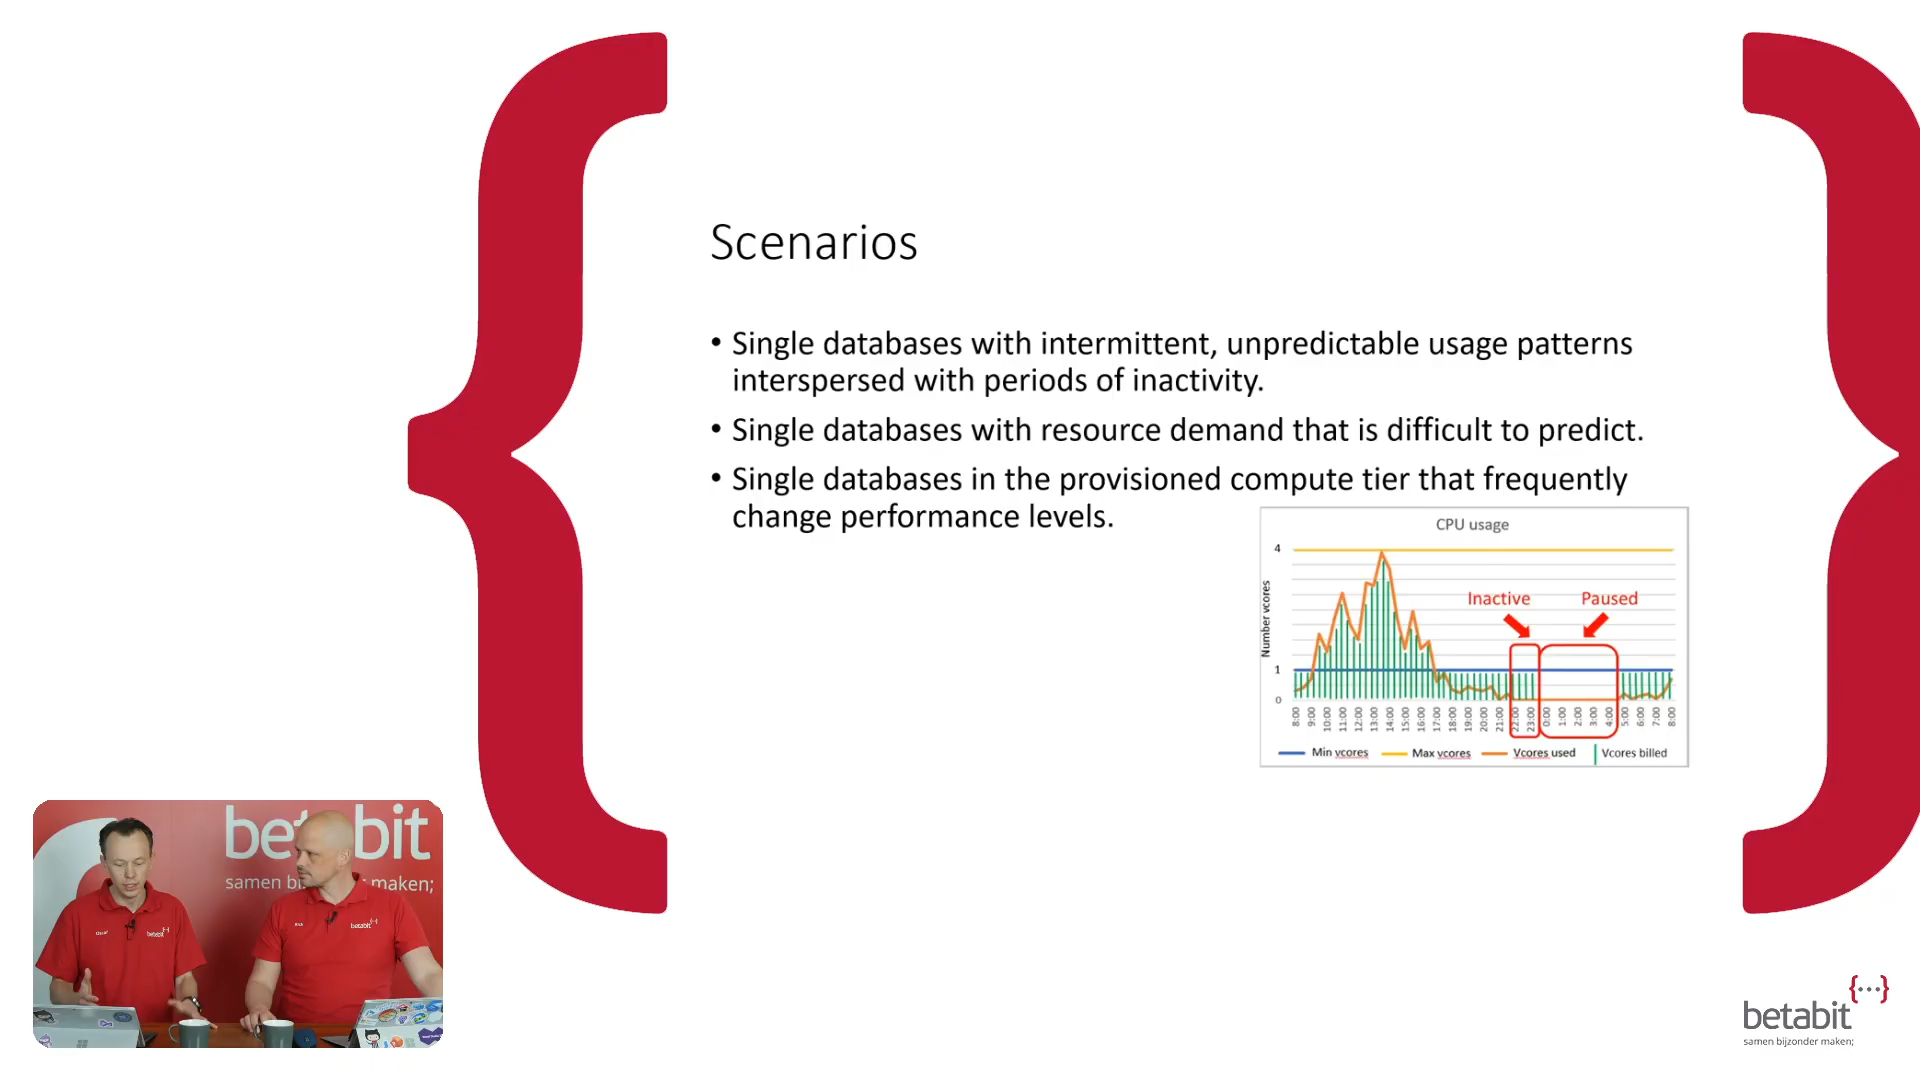 Scenarios
• Single databases with intermittent, unpredictable usage patterns
interspersed with periods of inactivity.
• Single databases with resource demand that is difficult to predict.
• Single databases in the provisioned compute tier that frequently
change performance levels.
CPU usage
Number vcores
4
1
0
Inactive
Paused
8:00 9:00 10:00 11:00 12:00 13:00 14:00 15:00 16:00 17:00 18:00 19:00 20:00 21:00 22:00 23:00 0:00 1:00 2:00 3:00 4:00 5:00 6:00 7:00 8:00
Min vcores Max vcores Vcores used Vcores billed
bit
samen
maken;
betabit
Rick
betabit
{···}
betabit
samen bijzonder maken;